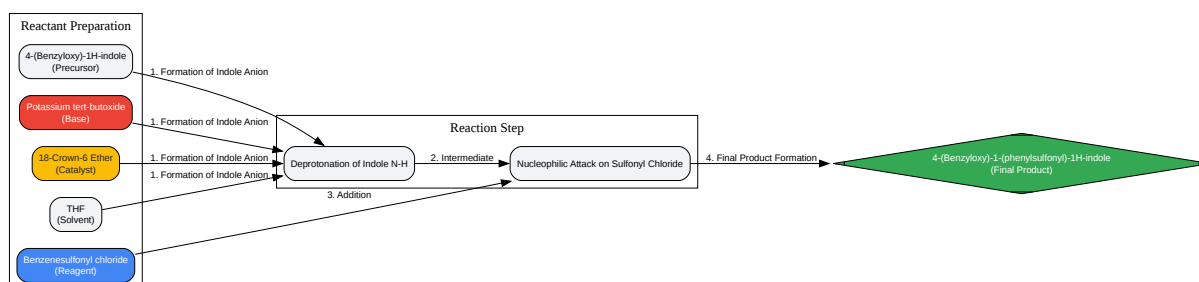 Reactant Preparation
4-(Benzyloxy)-1H-indole
(Precursor)
1. Formation of Indole Anion
Potassium tert-butoxide
(Base)
1. Formation of Indole Anion
18-Crown-6 Ether
(Catalyst)
1. Formation of Indole Anion
1. Formation of Indole Anion
THF
(Solvent)
Benzenesulfonyl chloride
(Reagent)
3. Addition
Reaction Step
Deprotonation of Indole N-H
2. Intermediate
Nucleophilic Attack on Sulfonyl Chloride
4. Final Product Formation
4-(Benzyloxy)-1-(phenylsulfonyl)-1H-indole
(Final Product)